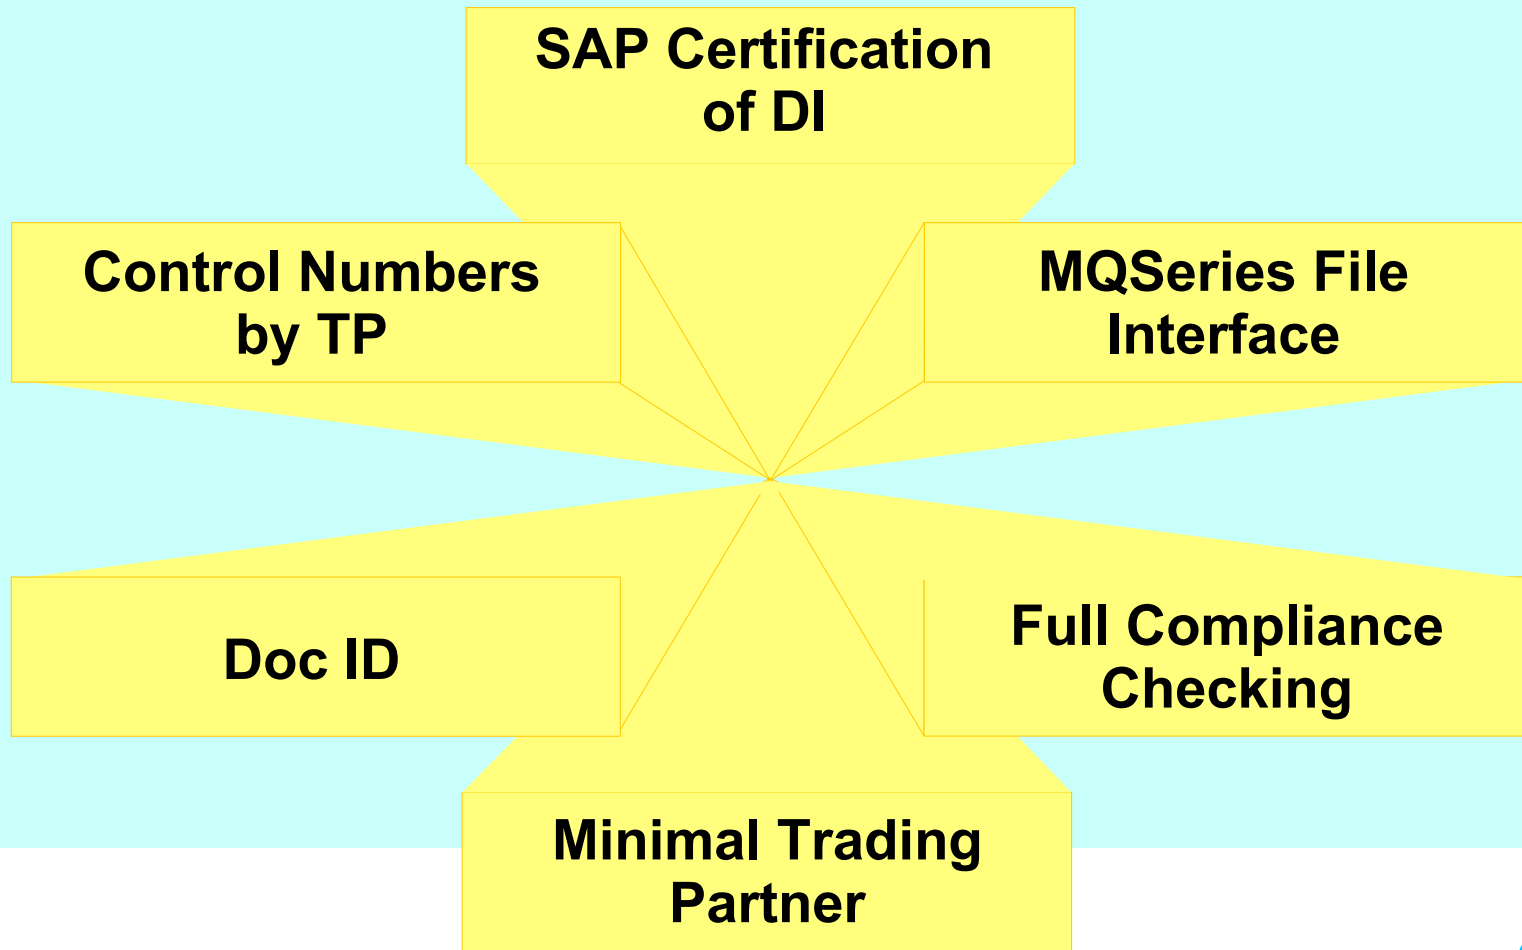 SAP Certification
of DI
Control Numbers
by TP
MQSeries File
Interface
Doc ID
Full Compliance
Checking
Minimal Trading
Partner